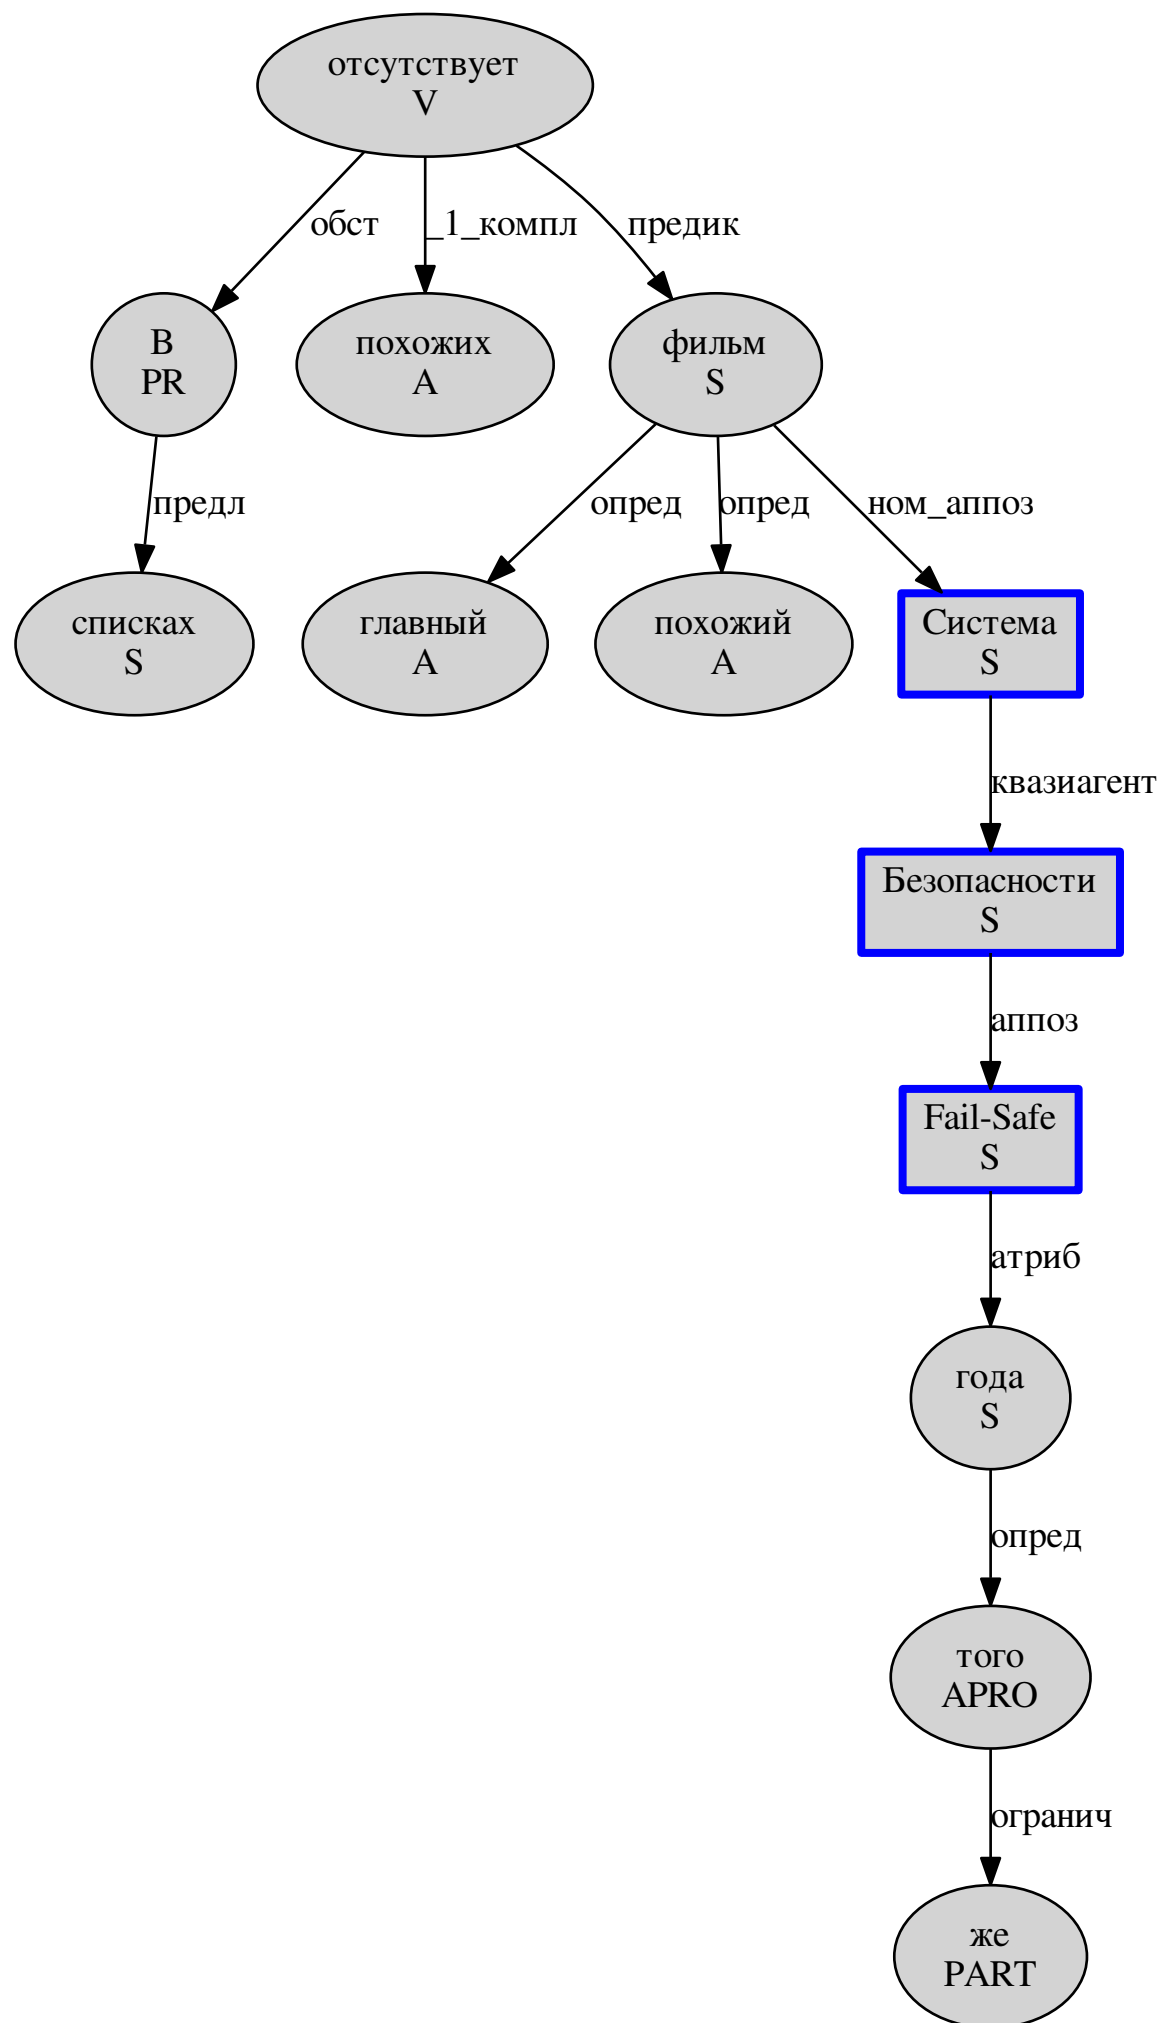 отсутствует
V
обст
_1_компл
предик
В
PR
похожих
A
фильм
S
предл
опред
опред
ном_аппоз
списках
S
главный
A
похожий
A
Система
S
квазиагент
Безопасности
S
аппоз
Fail-Safe
S
атриб
года
S
опред
того
APRO
огранич
же
PART